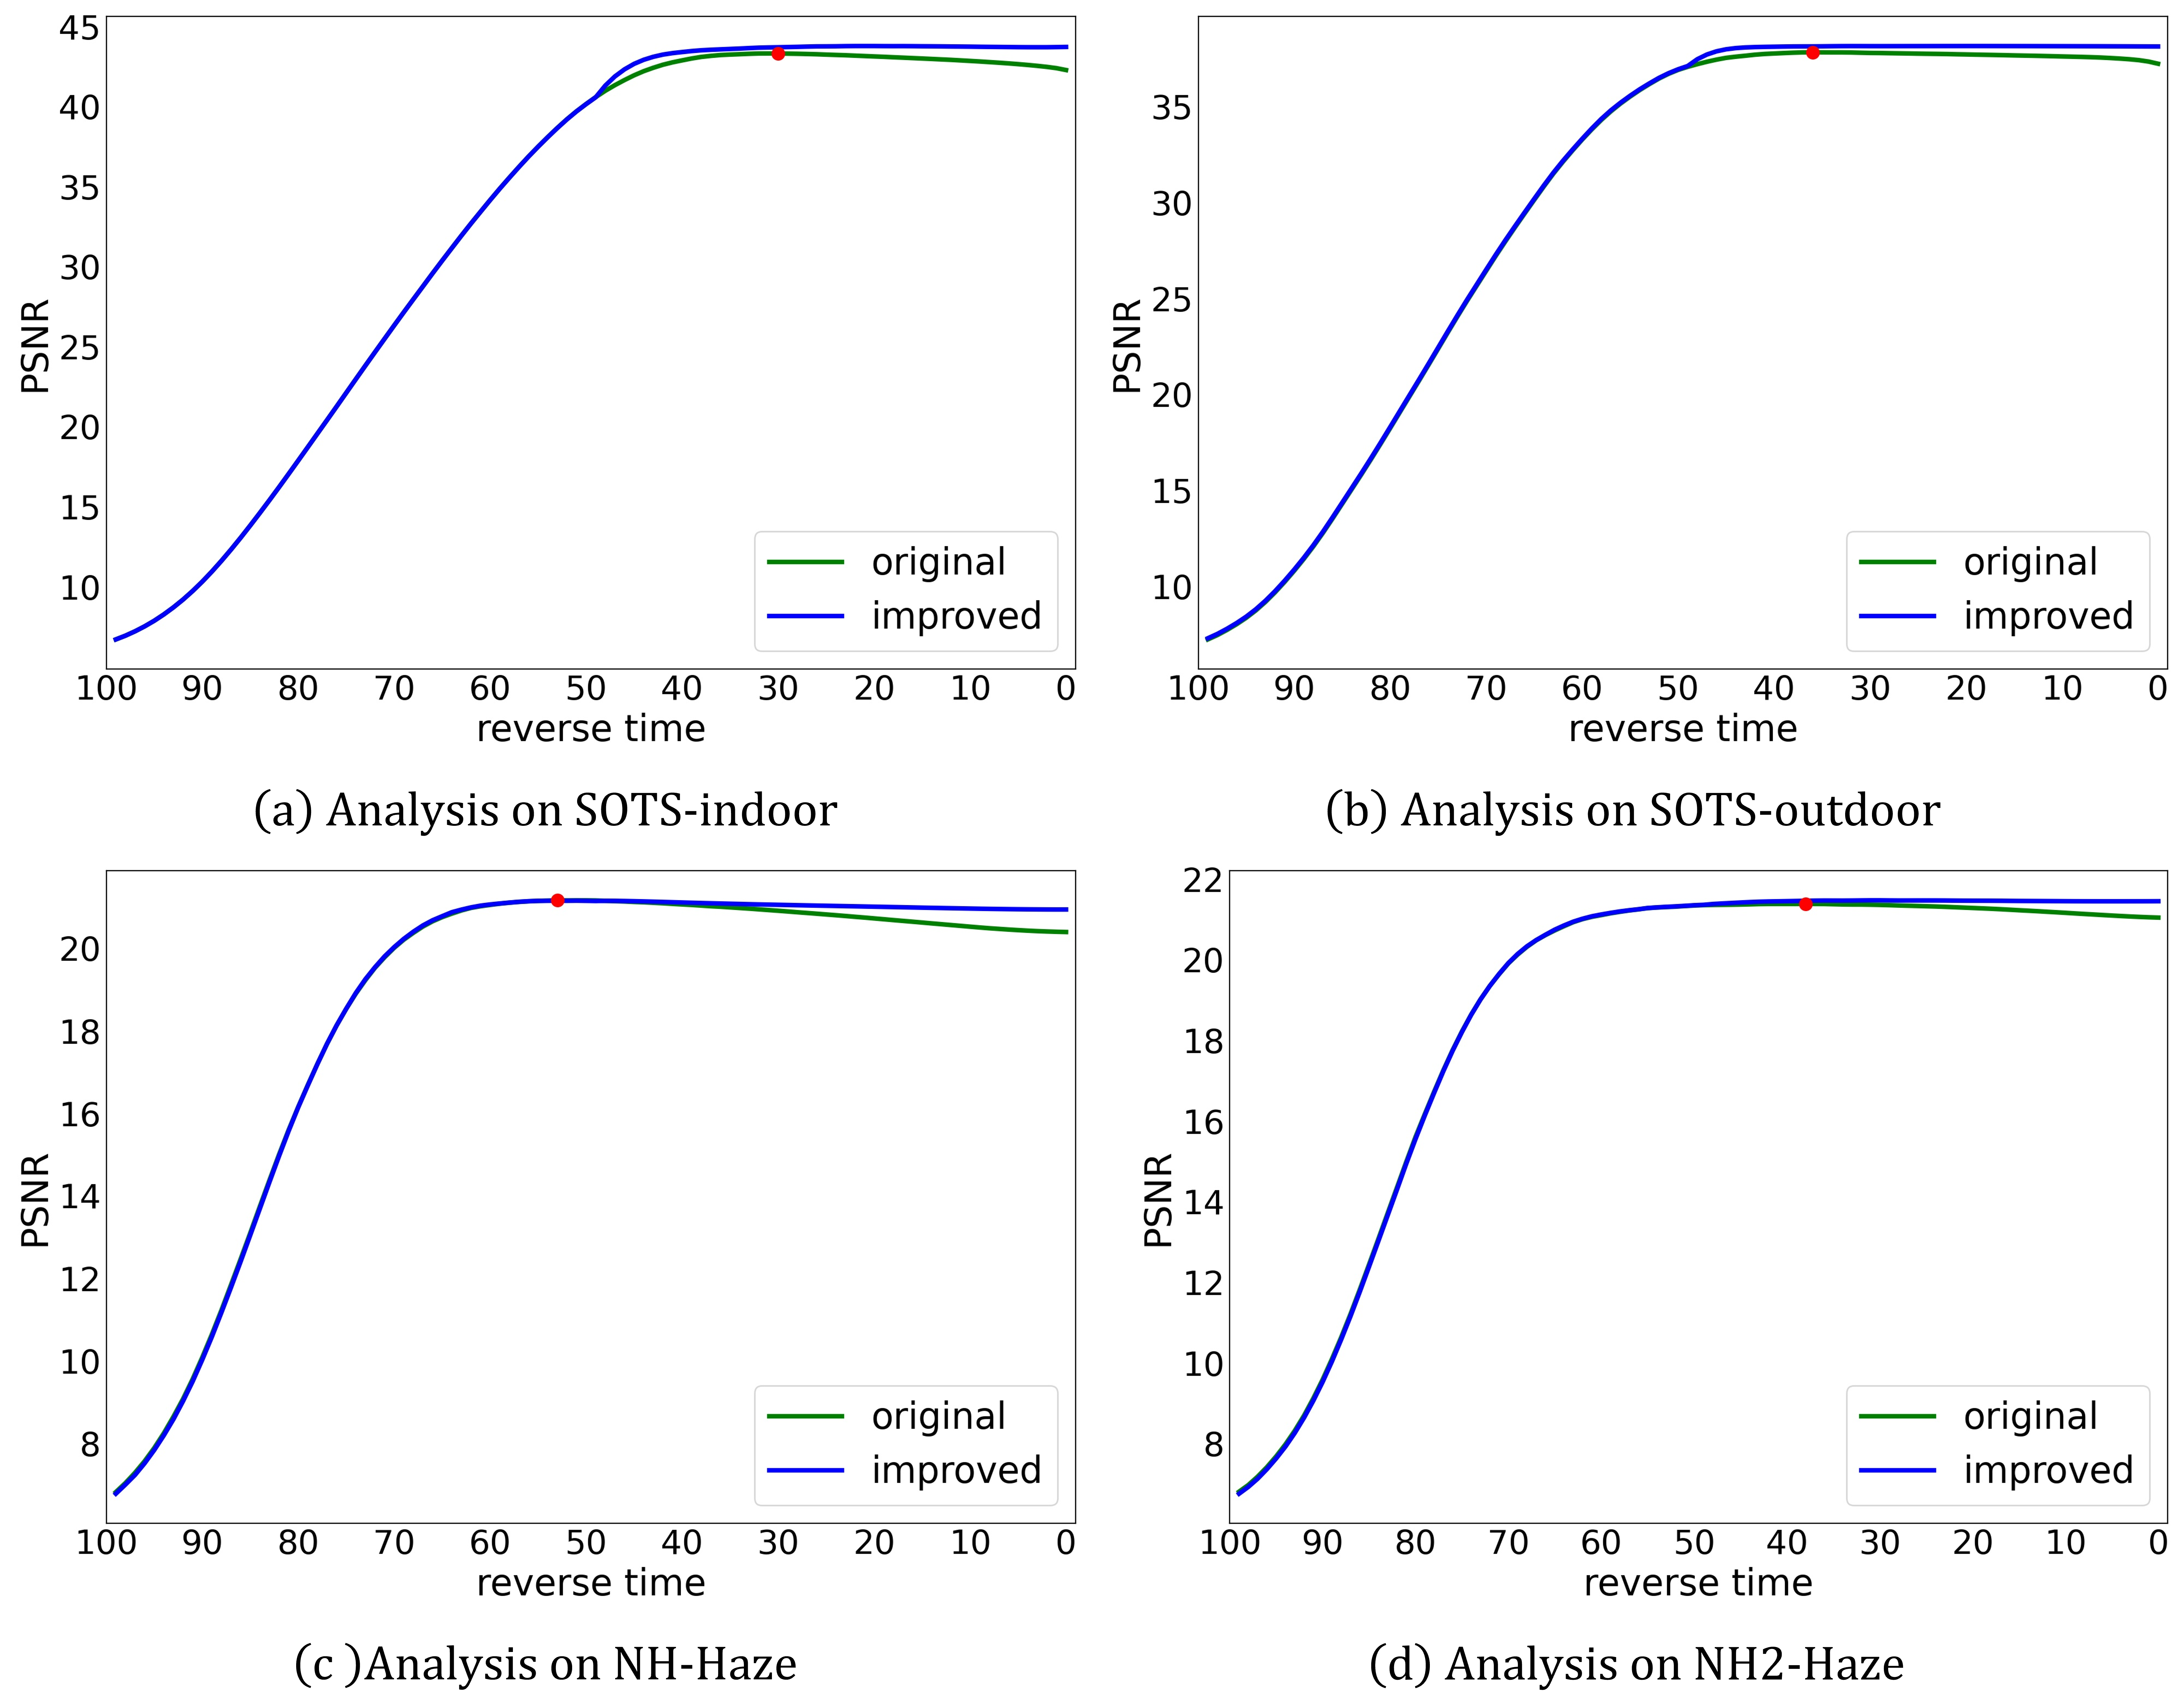 45
40
35
30
25
20
15
10
PSNR
original
improved
100 90 80 70 60 50 40 30 20 10 0
reverse time
(a) Analysis on SOTS-indoor
35
30
25
20
15
10
PSNR
original
improved
100 90 80 70 60 50 40 30 20 10 0
reverse time
(b) Analysis on SOTS-outdoor
20
18
16
14
12
10
8
PSNR
original
improved
100 90 80 70 60 50 40 30 20 10 0
reverse time
(c )Analysis on NH-Haze
22
20
18
16
14
12
10
8
PSNR
original
improved
100 90 80 70 60 50 40 30 20 10 0
reverse time
(d) Analysis on NH2-Haze